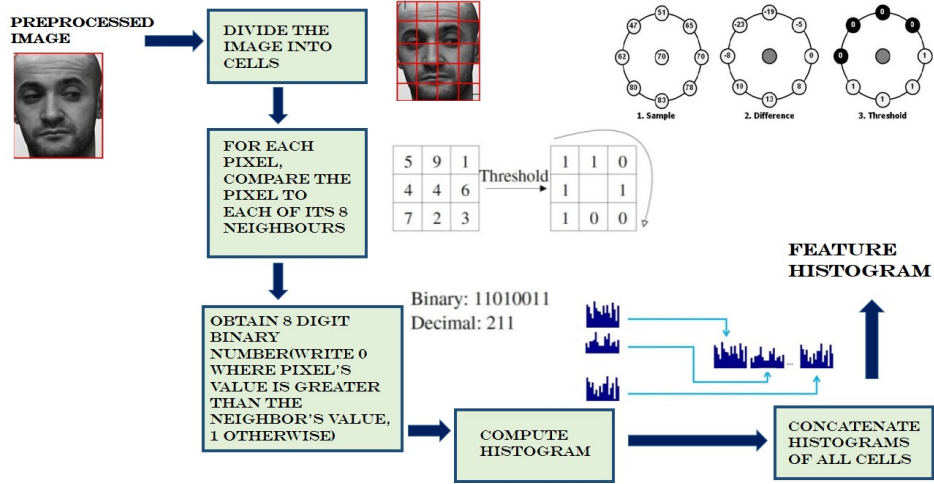 PREPROCESSED
IMAGE
DIVIDE THE
IMAGE INTO
CELLS
51
47
65
62
70
70
80
78
83
1. Sample
-19
-23
-5
-8
0
10
8
13
2. Difference
0
0
0
0
1
1
1
1
3. Threshold
FOR EACH
PIXEL,
COMPARE THE
PIXEL TO
EACH OF ITS 8
NEIGHBOURS
5 9 1
4 4 6
7 2 3
Threshold
1 1 0
1 1
1 0 0
FEATURE
HISTOGRAM
OBTAIN 8 DIGIT
BINARY
NUMBER(WRITE 0
WHERE PIXEL'S
VALUE IS GREATER
THAN THE
NEIGHBOR'S VALUE,
1 OTHERWISE)
Binary: 11010011
Decimal: 211
...
COMPUTE
HISTOGRAM
CONCATENATE
HISTOGRAMS
OF ALL CELLS